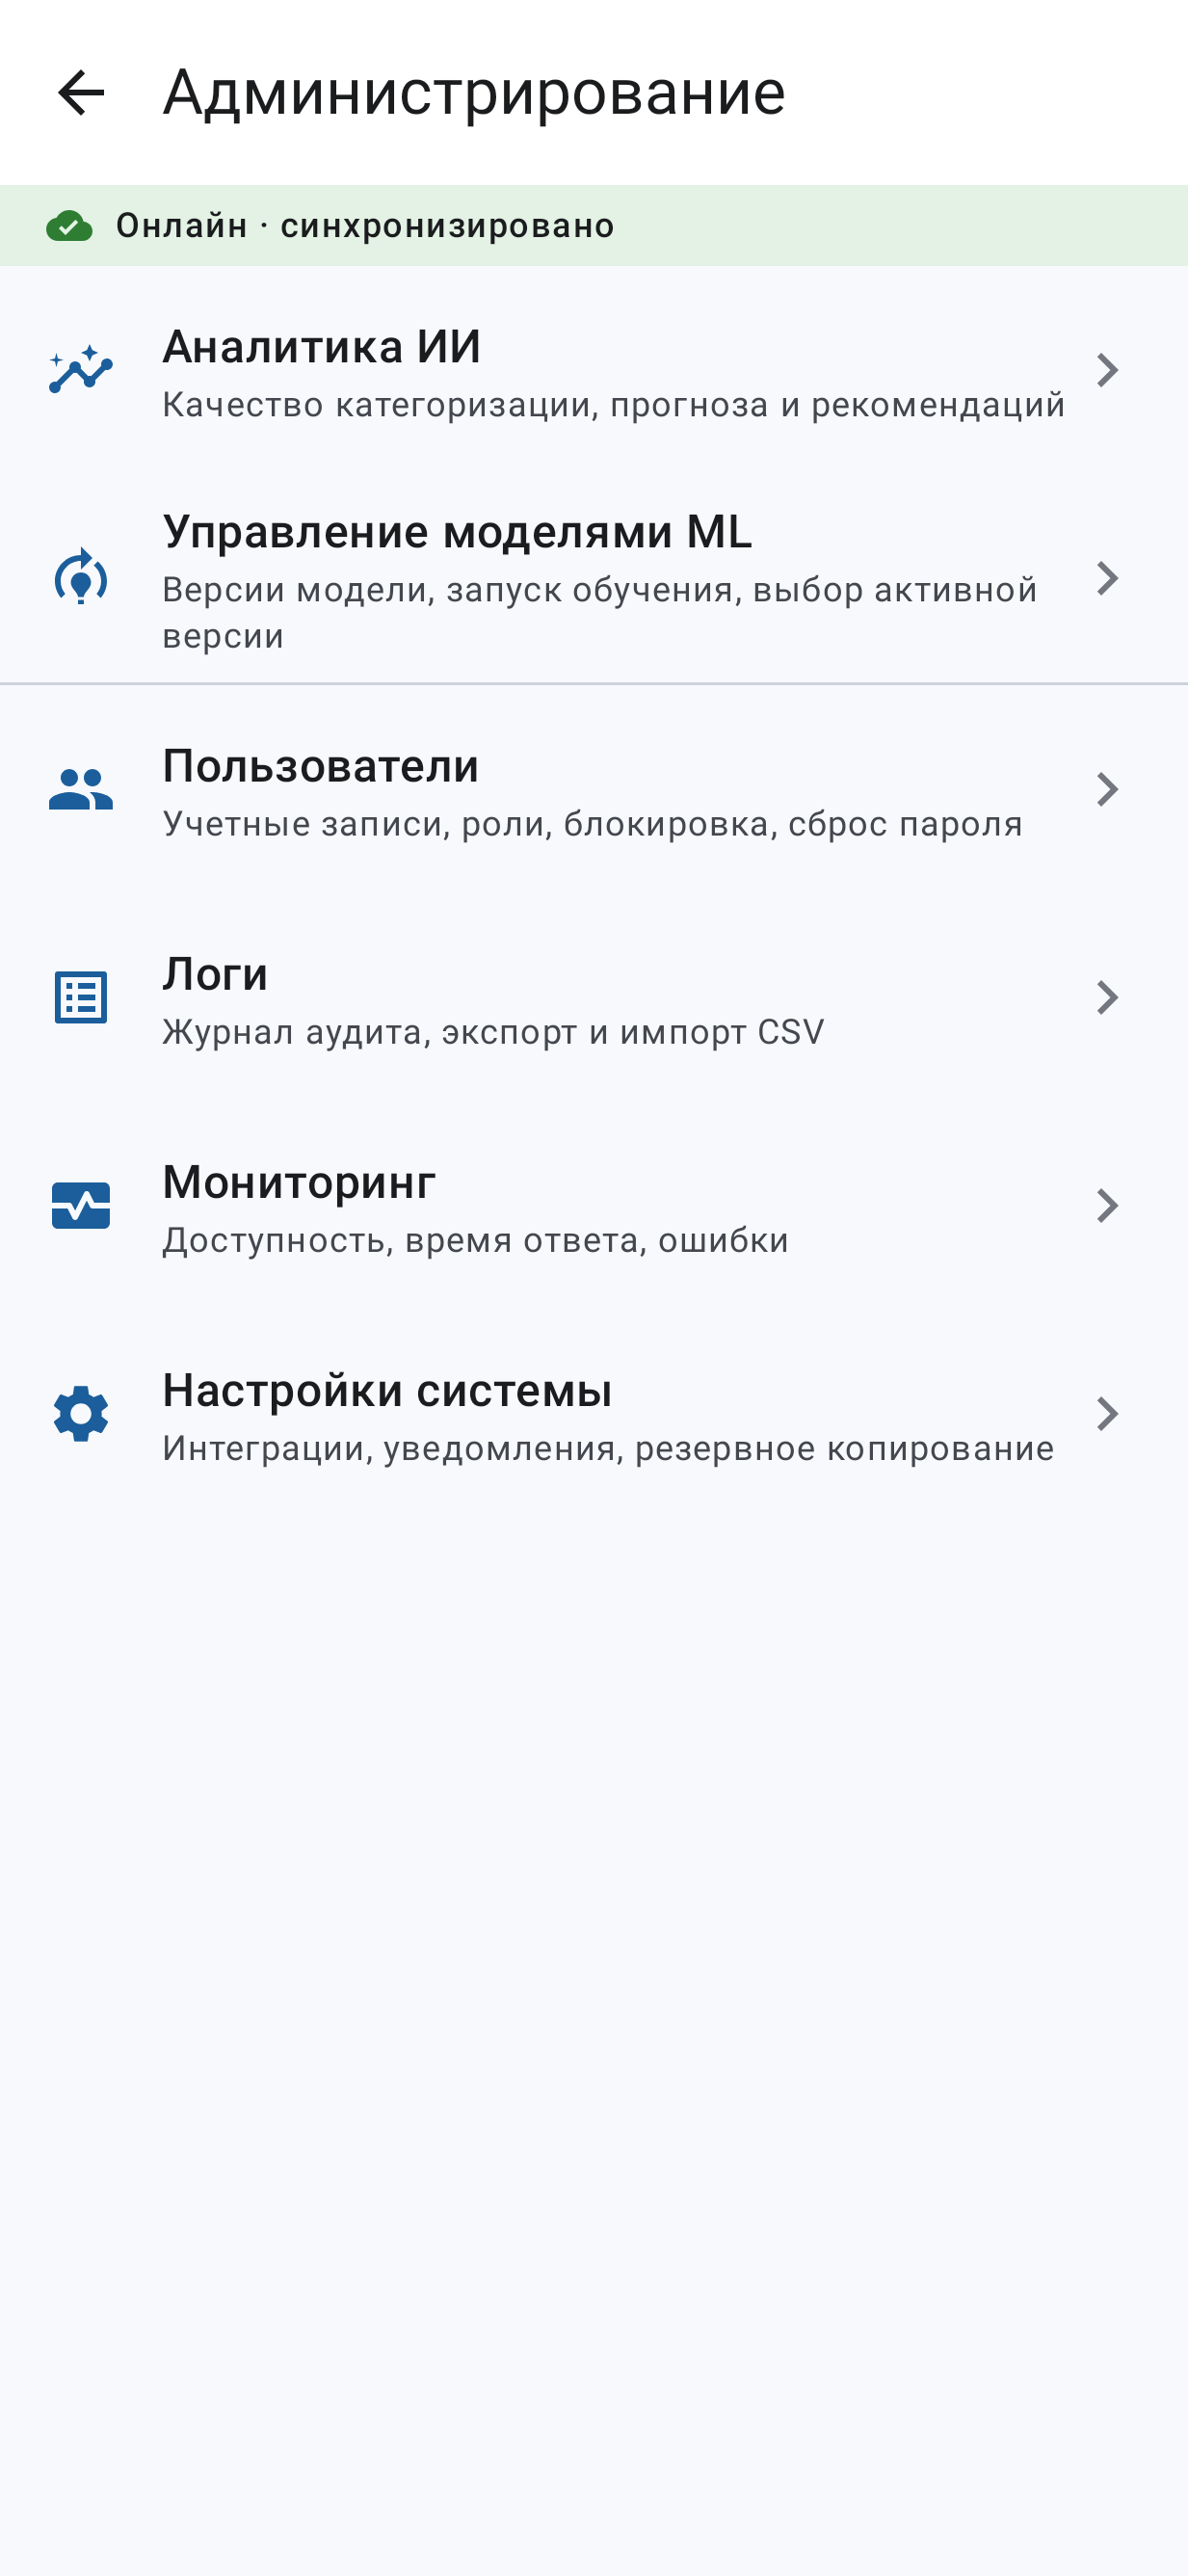 Администрирование
Онлайн · синхронизировано
Аналитика ИИ
Качество категоризации, прогноза и рекомендаций
Управление моделями ML
Версии модели, запуск обучения, выбор активной
версии
Пользователи
Учетные записи, роли, блокировка, сброс пароля
Логи
Журнал аудита, экспорт и импорт CSV
Мониторинг
Доступность, время ответа, ошибки
Настройки системы
Интеграции, уведомления, резервное копирование